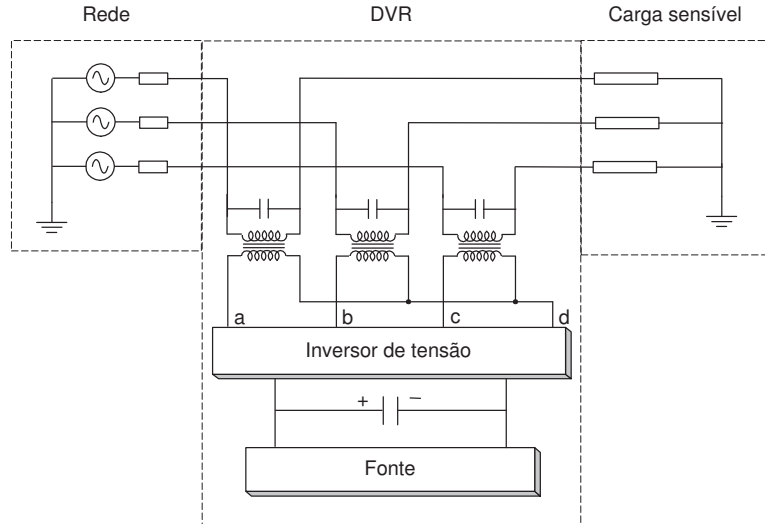 Rede
DVR
Carga sensível
a
b
c
d
Inversor de tensão
+
−
Fonte